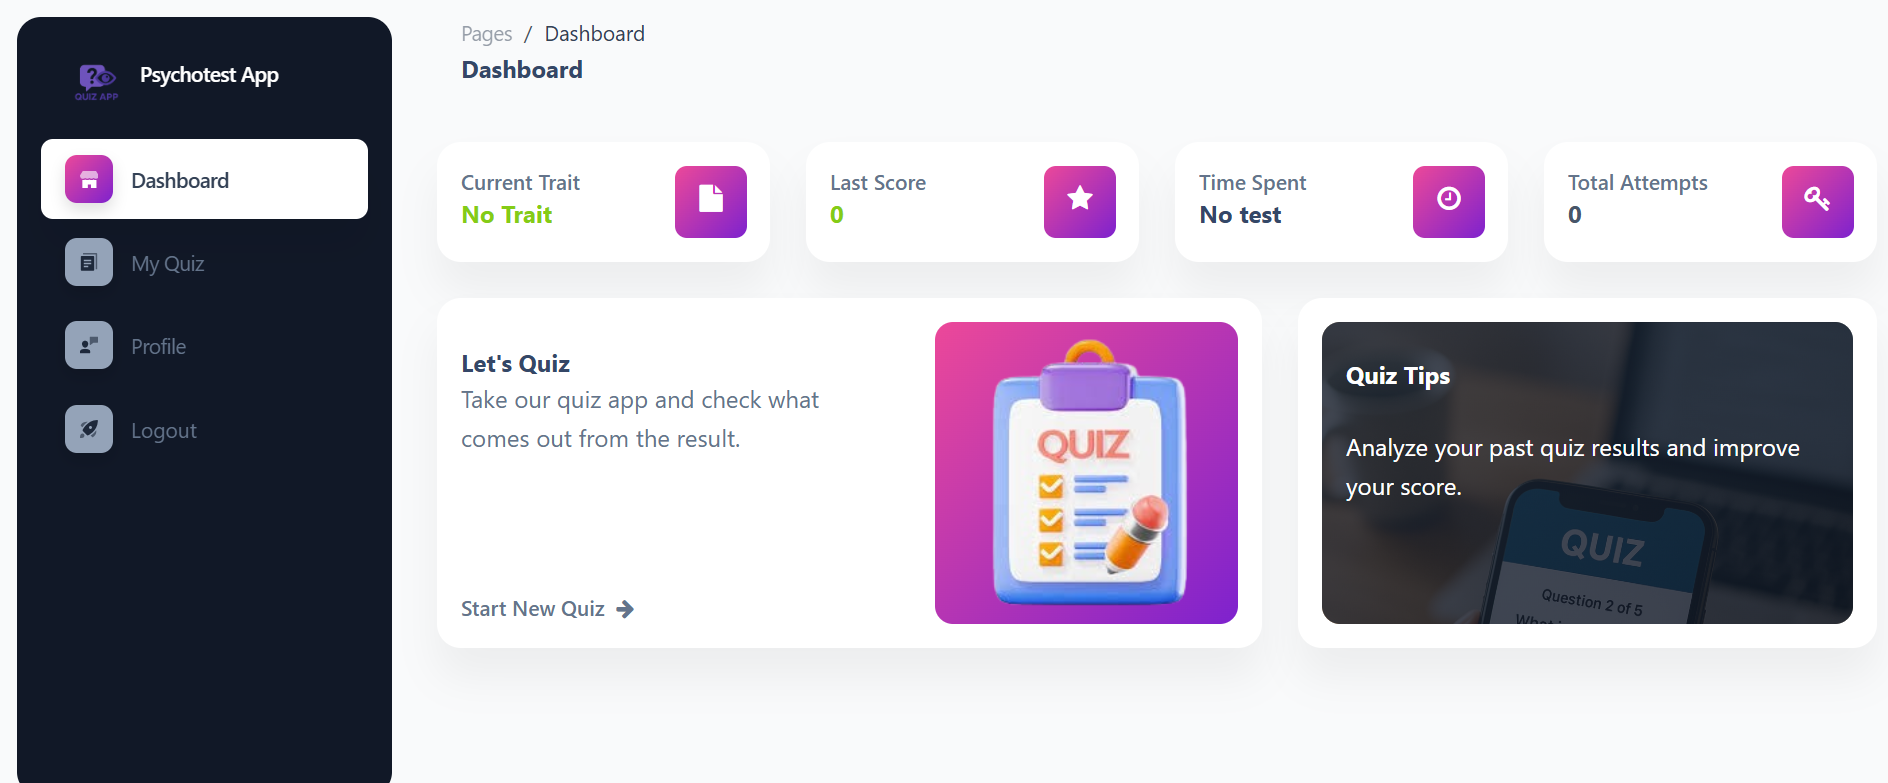 QUIZ APP
Psychotest App
Dashboard
My Quiz
Profile
Logout
Pages / Dashboard
Dashboard
Current Trait
No Trait
Last Score
0
Time Spent
No test
Total Attempts
0
Let's Quiz
Take our quiz app and check what
comes out from the result.
Start New Quiz
QUIZ
Quiz Tips
Analyze your past quiz results and improve
your score.
QUIZ
Question 2 of 5